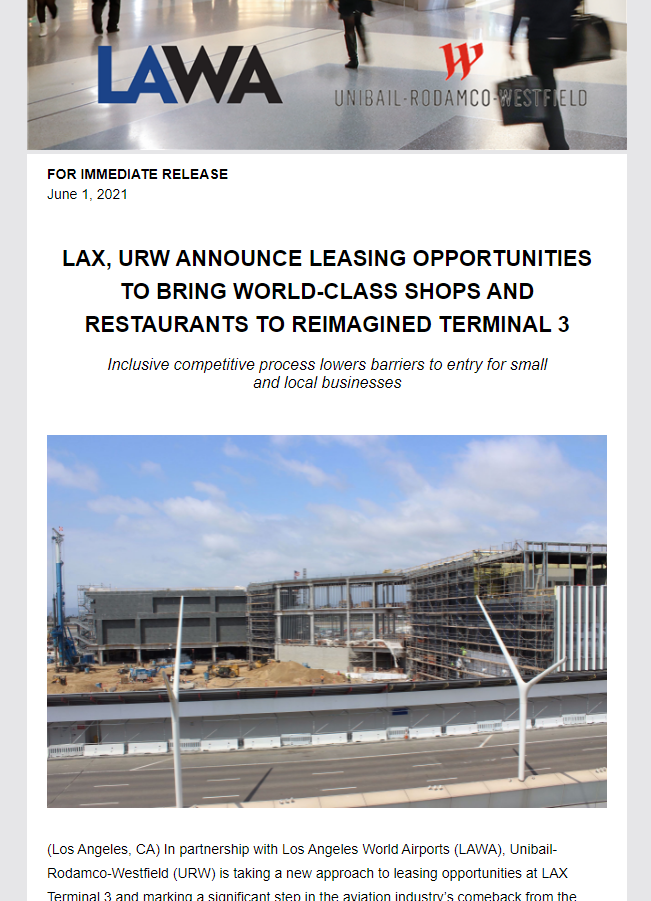 LAWA
UNIBAIL-RODAMCO-WESTFIELD
FOR IMMEDIATE RELEASE
June 1, 2021
LAX, URW ANNOUNCE LEASING OPPORTUNITIES
TO BRING WORLD-CLASS SHOPS AND
RESTAURANTS TO REIMAGINED TERMINAL 3
Inclusive competitive process lowers barriers to entry for small
and local businesses
(Los Angeles, CA) In partnership with Los Angeles World Airports (LAWA), Unibail-
Rodamco-Westfield (URW) is taking a new approach to leasing opportunities at LAX
Terminal 3 and marking a significant step in the aviation industry's comeback from the